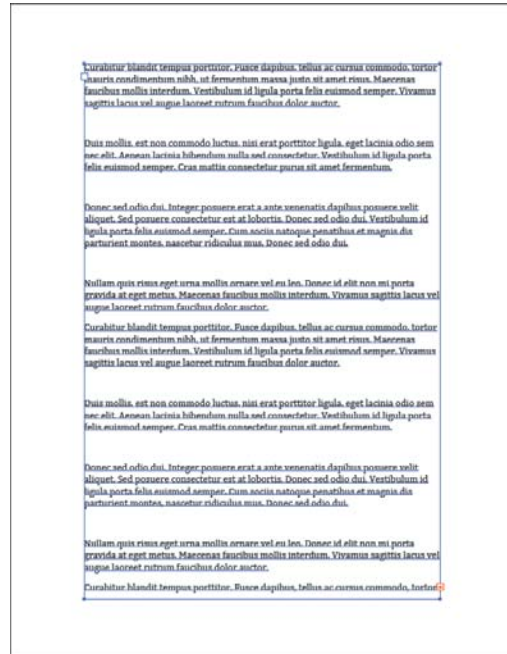 Curabitur blandit tempus porttitor. Fusce dapibus, tellus ac cursus commodo, tortor
mauris condimentum nibh, ut fermentum massa justo sit amet risus. Maecenas
faucibus mollis interdum. Vestibulum id ligula porta felis euismod semper. Vivamus
sagittis lacus vel augue laoreet rutrum faucibus dolor auctor.
Duis mollis, est non commodo luctus, nisi erat porttitor ligula, eget lacinia odio sem
nec elit. Aenean lacinia bibendum nulla sed consectetur. Vestibulum id ligula porta
felis euismod semper. Cras mattis consectetur purus sit amet fermentum.
Donec sed odio dui. Integer posuere erat a ante venenatis dapibus posuere velit
aliquet. Sed posuere consectetur est at lobortis. Donec sed odio dui. Vestibulum id
ligula porta felis euismod semper. Cum sociis natoque penatibus et magnis dis
parturient montes, nascetur ridiculus mus. Donec sed odio dui.
Nullam quis risus eget urna mollis ornare vel eu leo. Donec id elit non mi porta
gravida at eget metus. Maecenas faucibus mollis interdum. Vivamus sagittis lacus vel
augue laoreet rutrum faucibus dolor auctor.
Curabitur blandit tempus porttitor. Fusce dapibus, tellus ac cursus commodo, tortor
mauris condimentum nibh, ut fermentum massa justo sit amet risus. Maecenas
faucibus mollis interdum. Vestibulum id ligula porta felis euismod semper. Vivamus
sagittis lacus vel augue laoreet rutrum faucibus dolor auctor.
Duis mollis, est non commodo luctus, nisi erat porttitor ligula, eget lacinia odio sem
nec elit. Aenean lacinia bibendum nulla sed consectetur. Vestibulum id ligula porta
felis euismod semper. Cras mattis consectetur purus sit amet fermentum.
Donec sed odio dui. Integer posuere erat a ante venenatis dapibus posuere velit
aliquet. Sed posuere consectetur est at lobortis. Donec sed odio dui. Vestibulum id
ligula porta felis euismod semper. Cum sociis natoque penatibus et magnis dis
parturient montes, nascetur ridiculus mus. Donec sed odio dui.
Nullam quis risus eget urna mollis ornare vel eu leo. Donec id elit non mi porta
gravida at eget metus. Maecenas faucibus mollis interdum. Vivamus sagittis lacus vel
augue laoreet rutrum faucibus dolor auctor.
Curabitur blandit tempus porttitor. Fusce dapibus, tellus ac cursus commodo, tortor